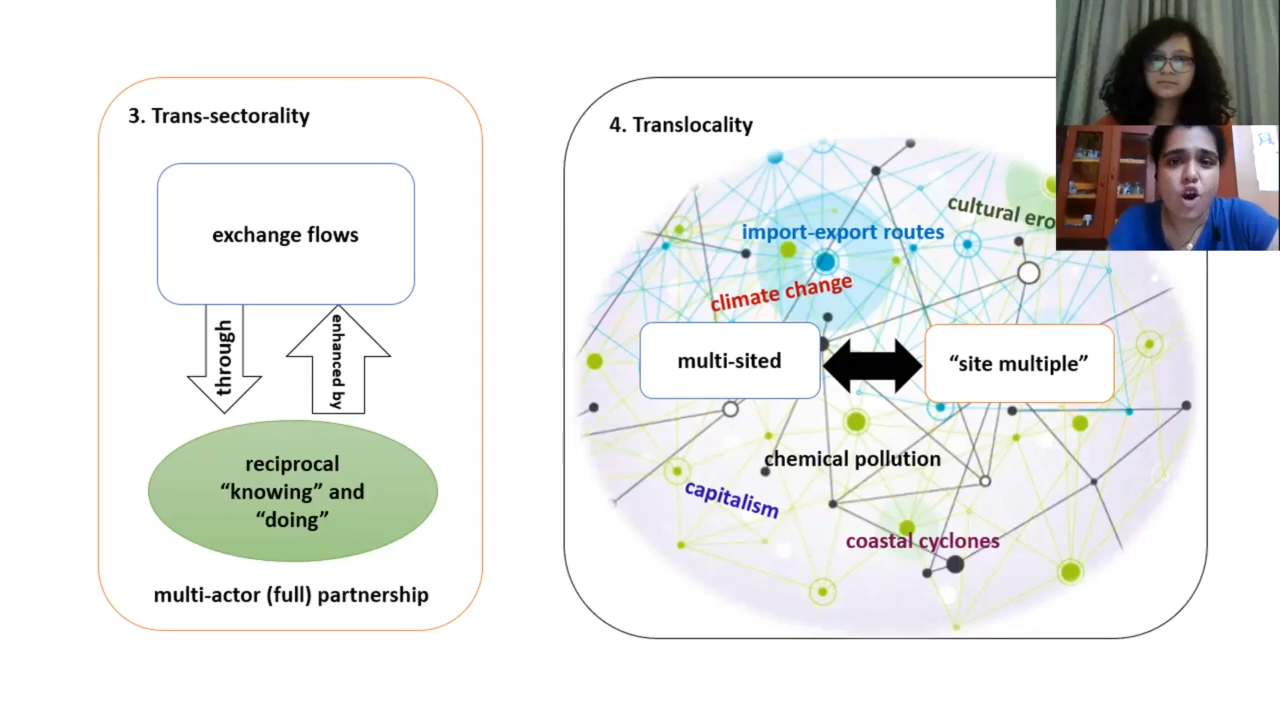 3. Trans-sectorality
exchange flows
through
enhanced by
reciprocal
“knowing” and
“doing”
multi-actor (full) partnership
4. Translocality
cultural ero
import-export routes
climate change
multi-sited
“site multiple”
chemical pollution
capitalism
coastal cyclones